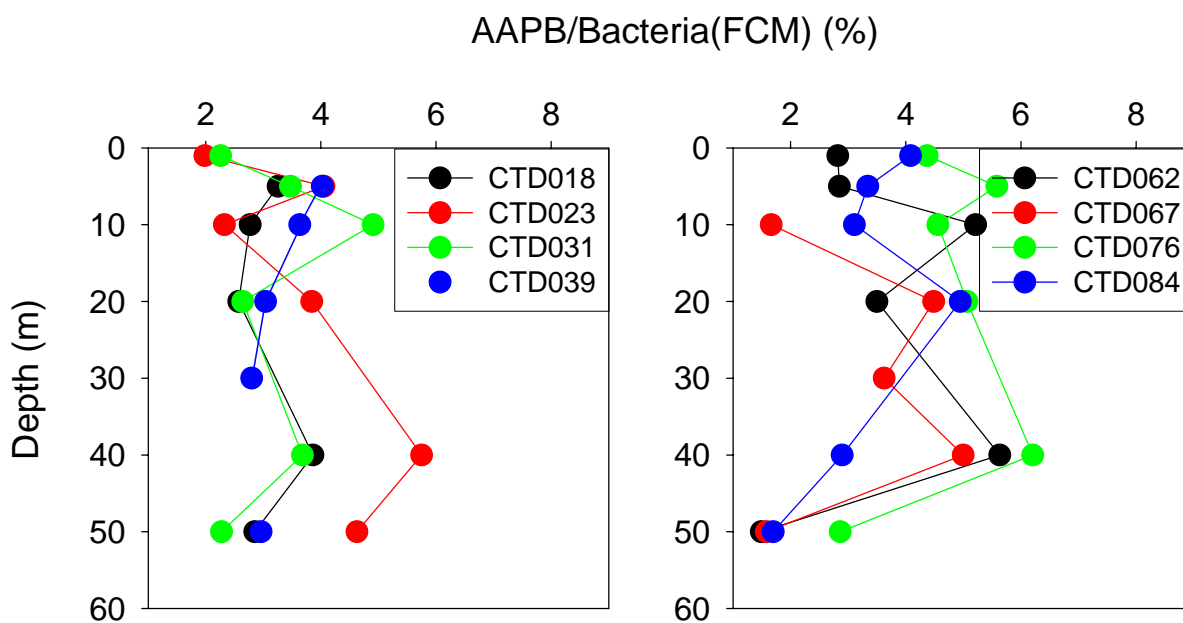 AAPB/Bacteria(FCM) (%)
2 4 6 8
2 4 6 8
0
10
20
30
40
50
60
Depth (m)
CTD018
CTD023
CTD031
CTD039
0
10
20
30
40
50
60
CTD062
CTD067
CTD076
CTD084